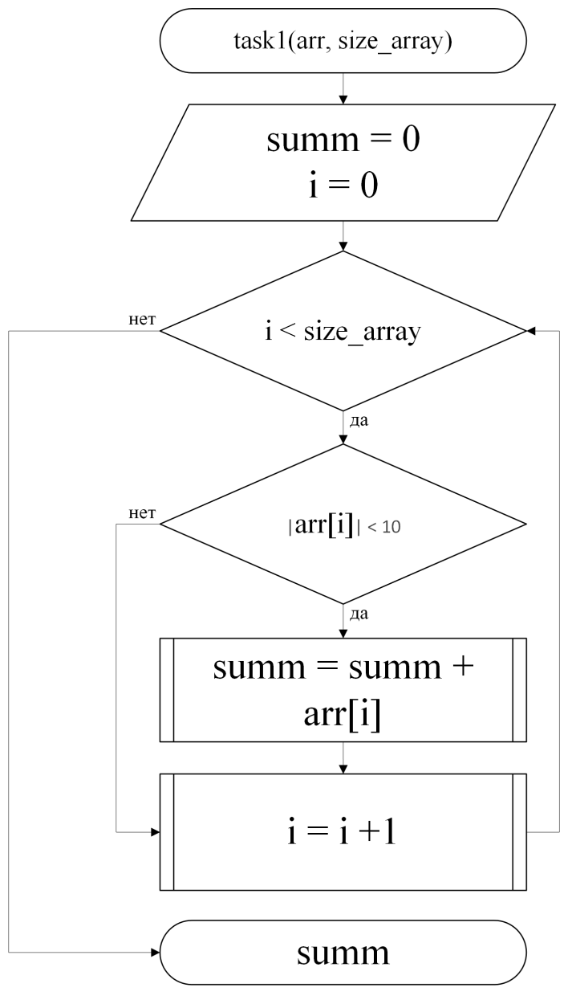 task1(arr, size_array)
summ = 0
i = 0
нет
i < size_array
да
нет
|arr[i]| < 10
да
summ = summ +
arr[i]
i = i +1
summ